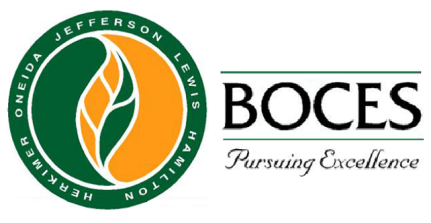 JEFFERSON LEWIS HAMILTON HERKIMER ONEIDA
BOCES
Pursuing Excellence